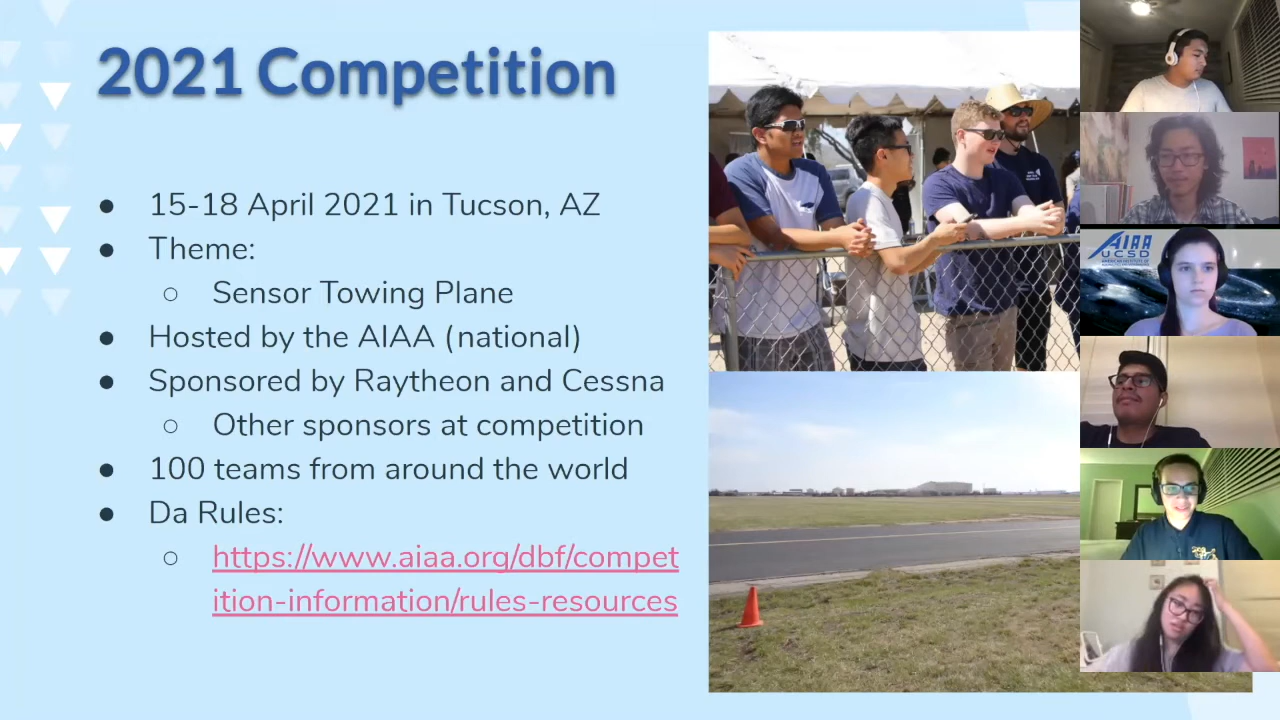 2021 Competition
● 15-18 April 2021 in Tucson, AZ
● Theme:
○ Sensor Towing Plane
● Hosted by the AIAA (national)
● Sponsored by Raytheon and Cessna
○ Other sponsors at competition
● 100 teams from around the world
● Da Rules:
○ https://www.aiaa.org/dbf/compet
ition-information/rules-resources
AIAA
UCSD